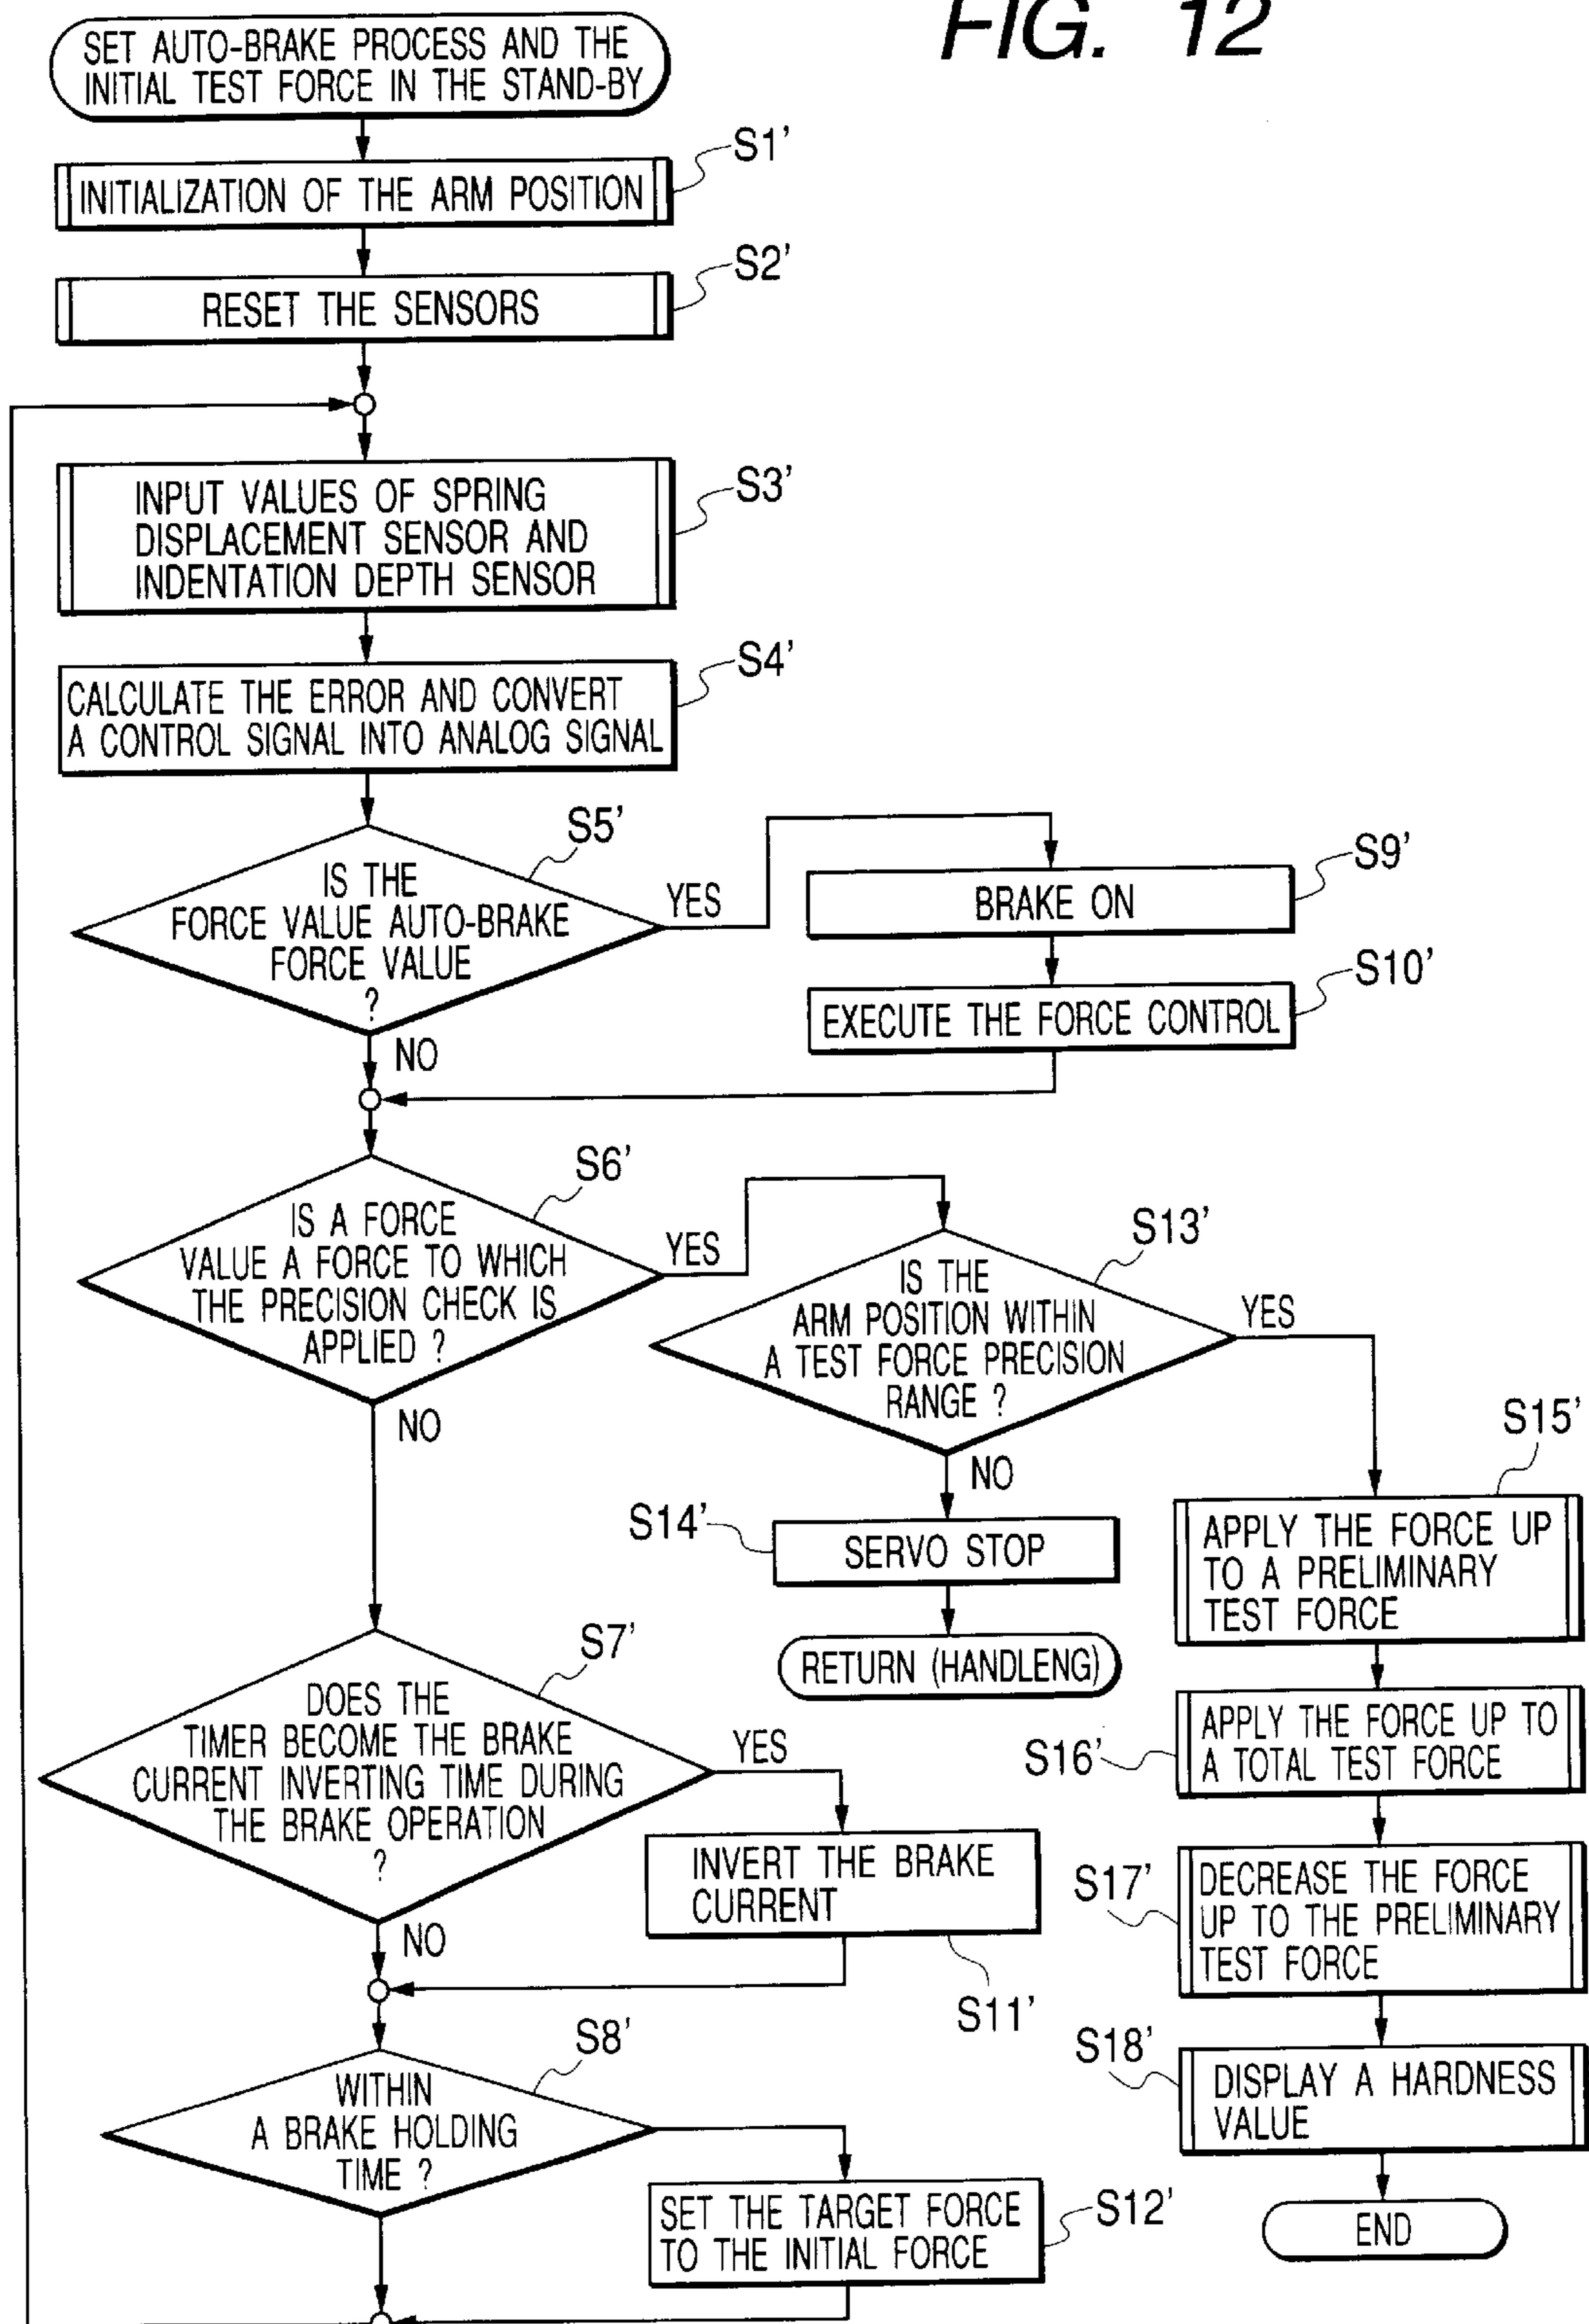 FIG. 12
SET AUTO-BRAKE PROCESS AND THE
INITIAL TEST FORCE IN THE STAND-BY
S1'
INITIALIZATION OF THE ARM POSITION
S2'
RESET THE SENSORS
S3'
INPUT VALUES OF SPRING
DISPLACEMENT SENSOR AND
INDENTATION DEPTH SENSOR
S4'
CALCULATE THE ERROR AND CONVERT
A CONTROL SIGNAL INTO ANALOG SIGNAL
S5'
IS THE
FORCE VALUE AUTO-BRAKE
FORCE VALUE
?
YES
NO
S9'
BRAKE ON
S10'
EXECUTE THE FORCE CONTROL
S6'
IS A FORCE
VALUE A FORCE TO WHICH
THE PRECISION CHECK IS
APPLIED ?
YES
NO
S13'
IS THE
ARM POSITION WITHIN
A TEST FORCE PRECISION
RANGE ?
YES
NO
S14'
SERVO STOP
RETURN (HANDLENG)
S15'
APPLY THE FORCE UP
TO A PRELIMINARY
TEST FORCE
S16'
APPLY THE FORCE UP TO
A TOTAL TEST FORCE
S17'
DECREASE THE FORCE
UP TO THE PRELIMINARY
TEST FORCE
S18'
DISPLAY A HARDNESS
VALUE
END
S7'
DOES THE
TIMER BECOME THE BRAKE
CURRENT INVERTING TIME DURING
THE BRAKE OPERATION
?
YES
NO
INVERT THE BRAKE
CURRENT
S11'
S8'
WITHIN
A BRAKE HOLDING
TIME ?
SET THE TARGET FORCE
TO THE INITIAL FORCE
S12'